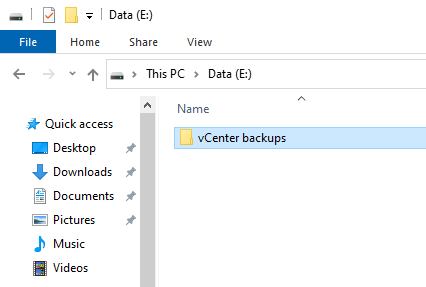 Data (E:)
File Home Share View
This PC Data (E:)
Name
Quick access
vCenter backups
Desktop
Downloads
Documents
Pictures
Music
Videos